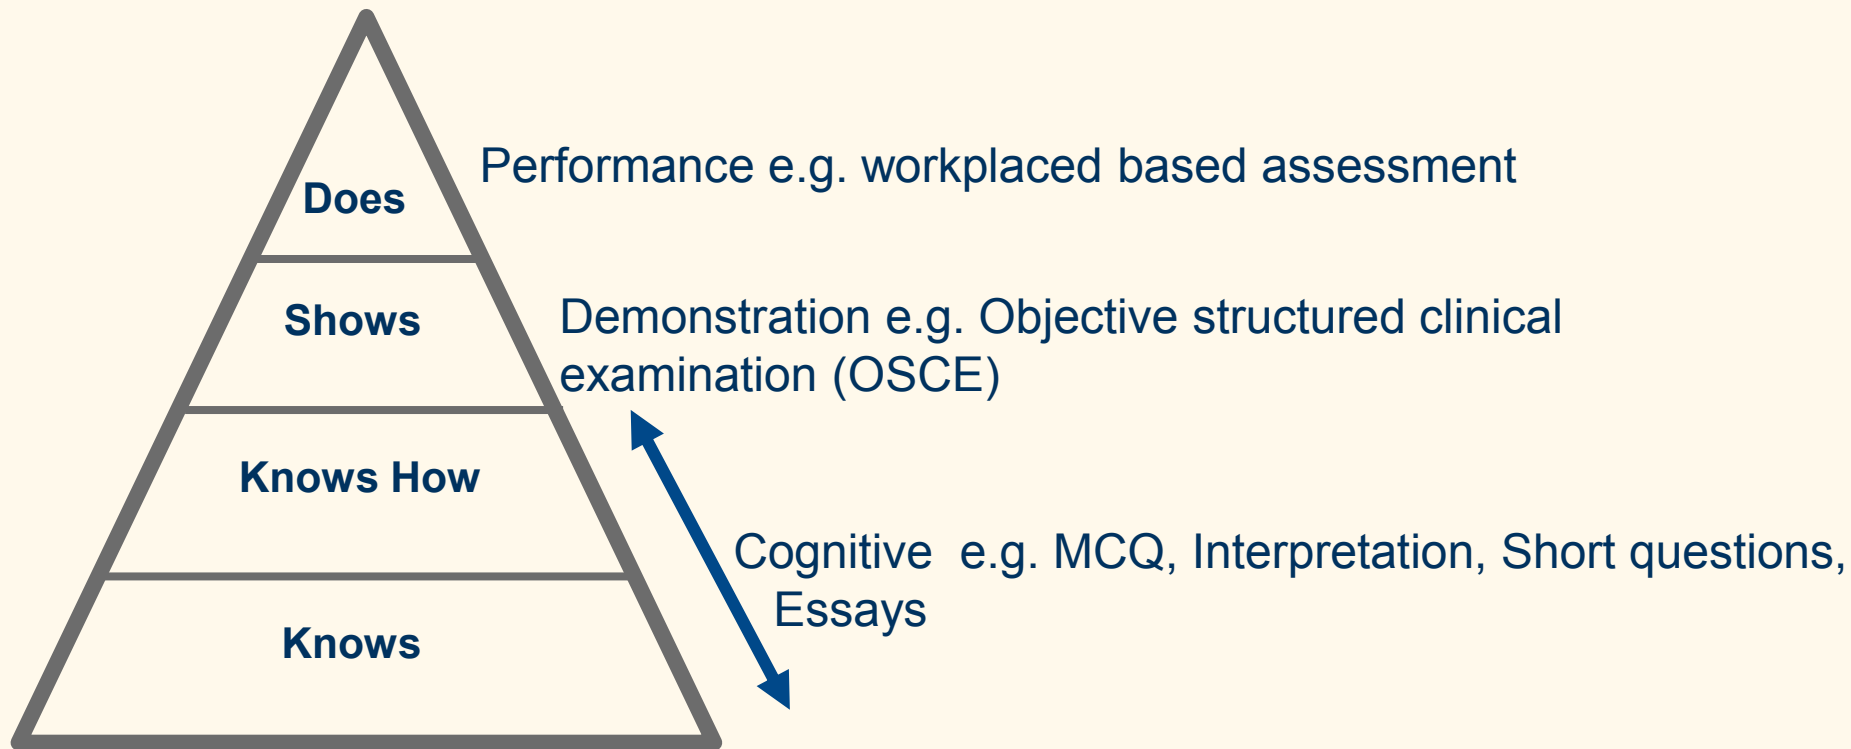 Does
Performance e.g. workplaced based assessment
Shows
Demonstration e.g. Objective structured clinical
examination (OSCE)
Knows How
Cognitive  e.g. MCQ, Interpretation, Short questions,
Essays
Knows